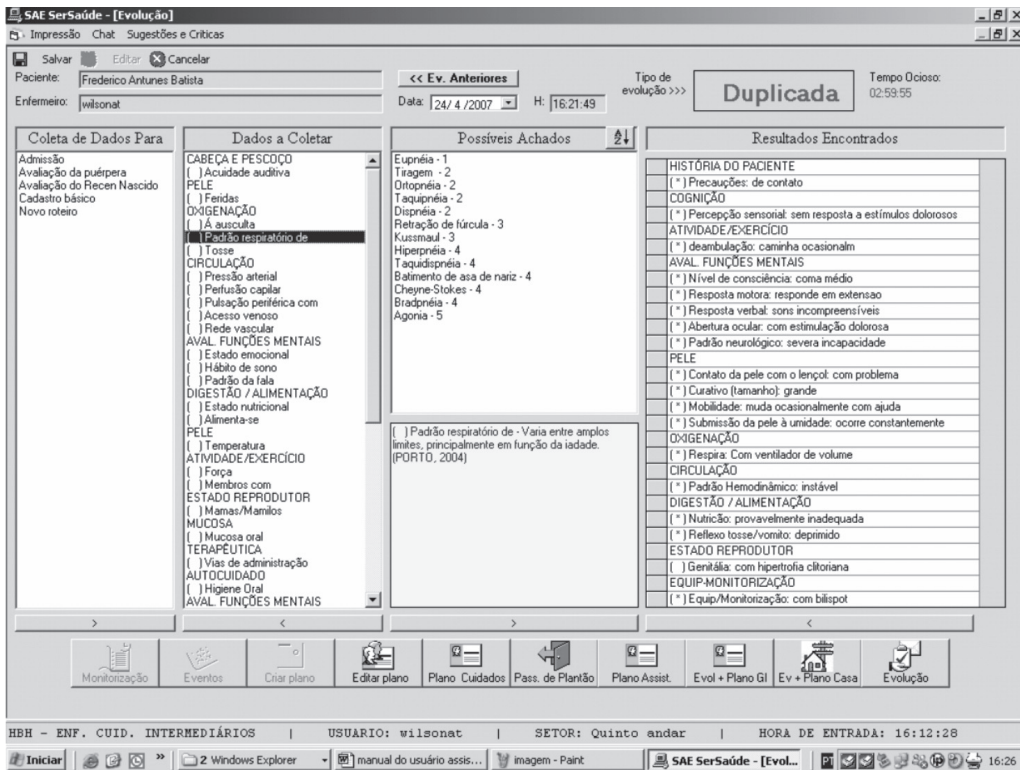 SAE SerSaúde - [Evolução]
Impressão Chat Sugestões e Criticas
Salvar Editar Cancelar
Paciente: Frederico Antunes Batista
<< Ev. Anteriores
Tipo de evolução >>>
Duplicada
Tempo Ocioso:
02:59:55
Enfermeiro: wilsonat
Data: 24/ 4 /2007 H: 16:21:49
Coleta de Dados Para
Admissão
Avaliação da puérpera
Avaliação do Recen Nascido
Cadastro básico
Novo roteiro
Dados a Coletar
CABEÇA E PESCOÇO
( ) Acuidade auditiva
PELE
( ) Feridas
OXIGENAÇÃO
( ) Á ausculta
( ) Padrão respiratório de
( ) Tosse
CIRCULAÇÃO
( ) Pressão arterial
( ) Perfusão capilar
( ) Pulsação periférica com
( ) Acesso venoso
( ) Rede vascular
AVAL. FUNÇÕES MENTAIS
( ) Estado emocional
( ) Hábito de sono
( ) Padrão da fala
DIGESTÃO / ALIMENTAÇÃO
( ) Estado nutricional
( ) Alimenta-se
PELE
( ) Temperatura
ATIVIDADE/EXERCÍCIO
( ) Força
( ) Membros com
ESTADO REPRODUTOR
( ) Mamas/Mamilos
MUCOSA
( ) Mucosa oral
TERAPÊUTICA
( ) Vias de administração
AUTOCUIDADO
( ) Higiene Oral
AVAL. FUNÇÕES MENTAIS
Possíveis Achados
Eupnéia - 1
Tiragem - 2
Ortopnéia - 2
Taquipnéia - 2
Dispnéia - 2
Retração de fúrcula - 3
Kussmaul - 3
Hiperpnéia - 4
Taquidispnéia - 4
Batimento de asa de nariz - 4
Cheyne-Stokes - 4
Bradpnéia - 4
Agonia - 5
( ) Padrão respiratório de - Varia entre amplos
limites, principalmente em função da iadade.
(PORTO, 2004)
Resultados Encontrados
HISTÓRIA DO PACIENTE
( * ) Precauções: de contato
COGNIÇÃO
( * ) Percepção sensorial: sem resposta a estímulos dolorosos
ATIVIDADE/EXERCÍCIO
( * ) deambulação: caminha ocasionalm
AVAL. FUNÇÕES MENTAIS
( * ) Nível de consciência: coma médio
( * ) Resposta motora: responde em extensao
( * ) Resposta verbal: sons incompreensíveis
( * ) Abertura ocular: com estimulação dolorosa
( * ) Padrão neurológico: severa incapacidade
PELE
( * ) Contato da pele com o lençol: com problema
( * ) Curativo (tamanho): grande
( * ) Mobilidade: muda ocasionalmente com ajuda
( * ) Submissão da pele à umidade: ocorre constantemente
OXIGENAÇÃO
( * ) Respira: Com ventilador de volume
CIRCULAÇÃO
( * ) Padrão Hemodinâmico: instável
DIGESTÃO / ALIMENTAÇÃO
( * ) Nutricão: provavelmente inadequada
( * ) Reflexo tosse/vomito: deprimido
ESTADO REPRODUTOR
( ) Genitália: com hipertrofia clitoriana
EQUIP-MONITORIZAÇÃO
( * ) Equip/Monitorização: com bilispot
> < > <
Monitorização Eventos Criar plano Editar plano Plano Cuidados Pass. de Plantão Plano Assist. Evol + Plano GI Ev + Plano Casa Evolução
HBH - ENF. CUID. INTERMEDIÁRIOS | USUARIO: wilsonat | SETOR: Quinto andar | HORA DE ENTRADA: 16:12:28
Iniciar » 2 Windows Explorer manual do usuário assis... imagem - Paint SAE SerSaúde - [Evol... PT 16:26